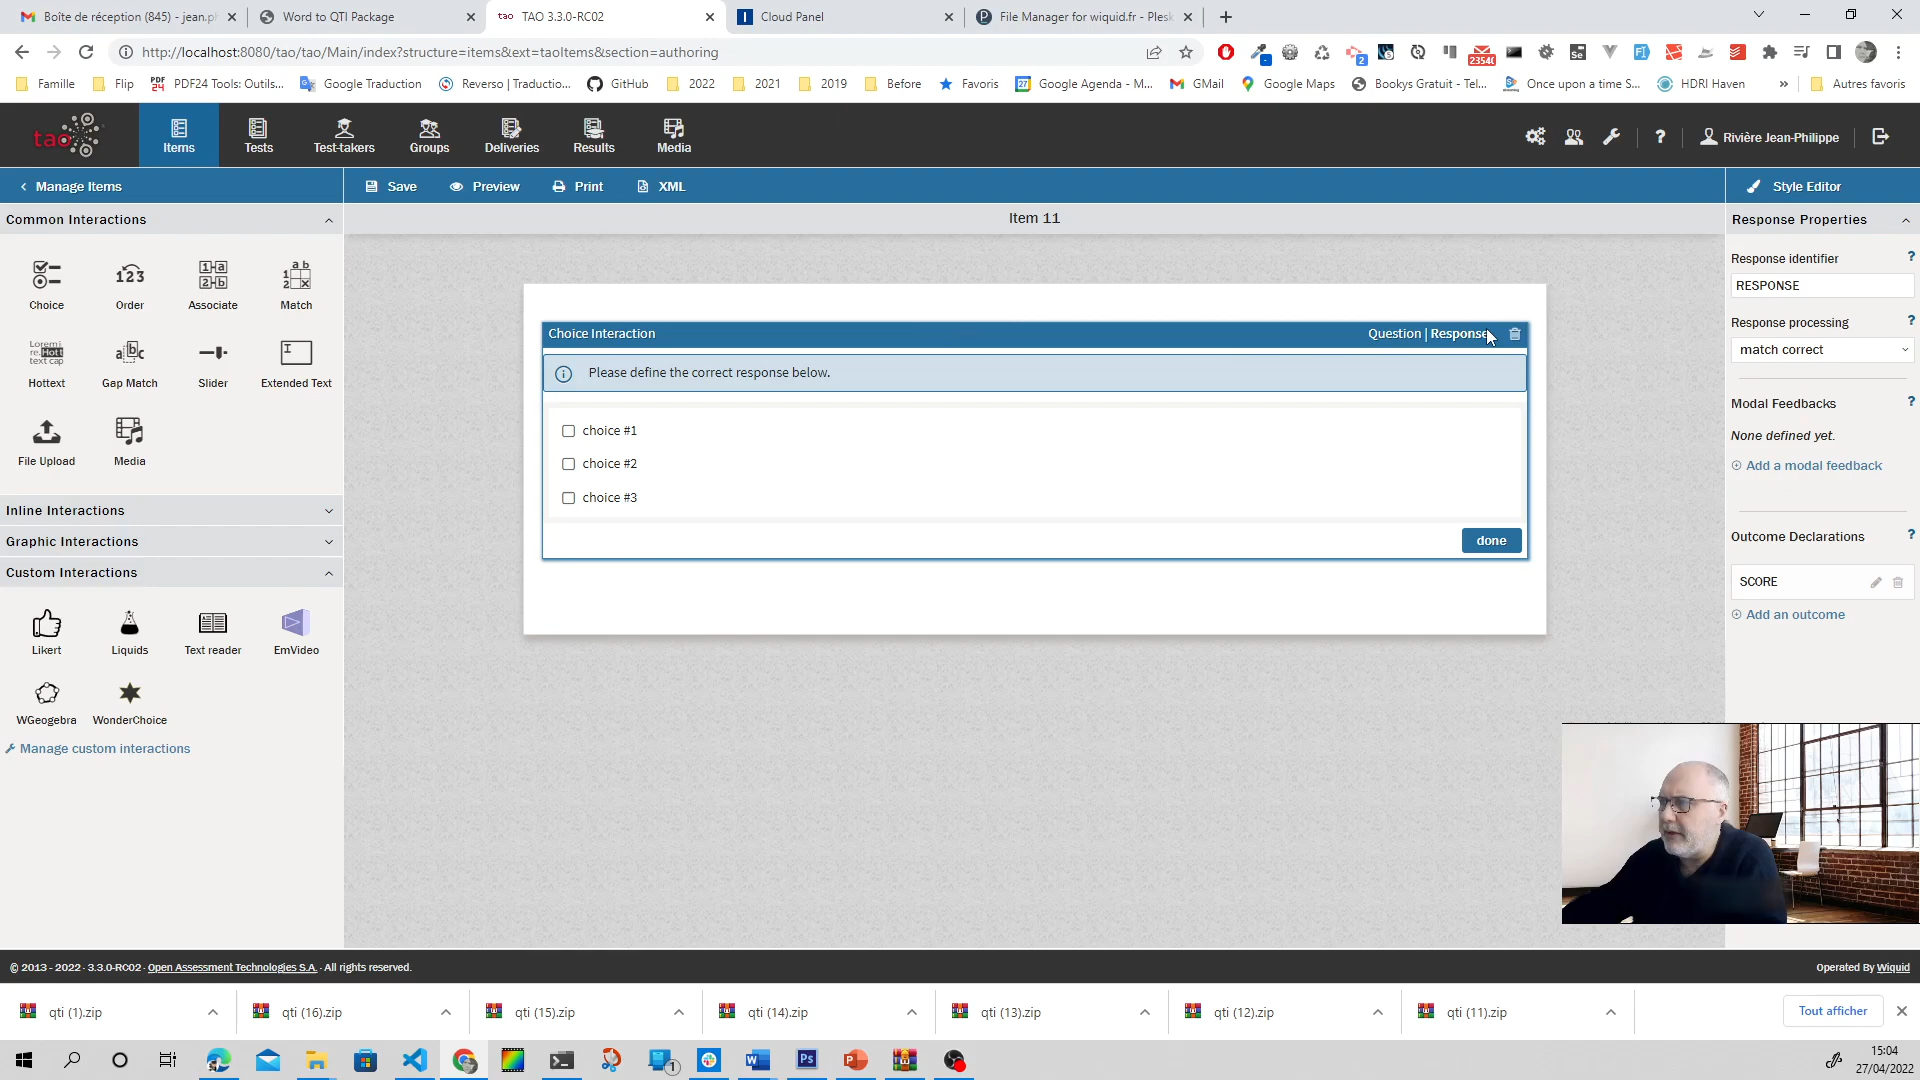 Boîte de réception (845) - jean.ph
Word to QTI Package
tao TAO 3.3.0-RC02
Cloud Panel
File Manager for wiquid.fr - Plesk
http://localhost:8080/tao/tao/Main/index?structure=items&ext=taoItems&section=authoring
Famille
Flip
PDF24 Tools: Outils...
Google Traduction
Reverso | Traductio...
GitHub
2022
2021
2019
Before
Favoris
Google Agenda - M...
GMail
Google Maps
Bookys Gratuit - Tel...
Once upon a time S...
HDRI Haven
»
Autres favoris
tao
Items
Tests
Test-takers
Groups
Deliveries
Results
Media
?
Rivière Jean-Philippe
Manage Items
Save
Preview
Print
XML
Style Editor
Common Interactions
Item 11
Response Properties
Choice
Order
Associate
Match
Hottext
Gap Match
Slider
Extended Text
File Upload
Media
Inline Interactions
Graphic Interactions
Custom Interactions
Likert
Liquids
Text reader
EmVideo
WGeogebra
WonderChoice
Manage custom interactions
Choice Interaction
Question | Response
Please define the correct response below.
choice #1
choice #2
choice #3
done
Response identifier ?
RESPONSE
Response processing ?
match correct
Modal Feedbacks ?
None defined yet.
Add a modal feedback
Outcome Declarations ?
SCORE
Add an outcome
© 2013 - 2022 · 3.3.0-RC02 · Open Assessment Technologies S.A. · All rights reserved.
Operated By Wiquid
qti (1).zip
qti (16).zip
qti (15).zip
qti (14).zip
qti (13).zip
qti (12).zip
qti (11).zip
Tout afficher
15:04
27/04/2022